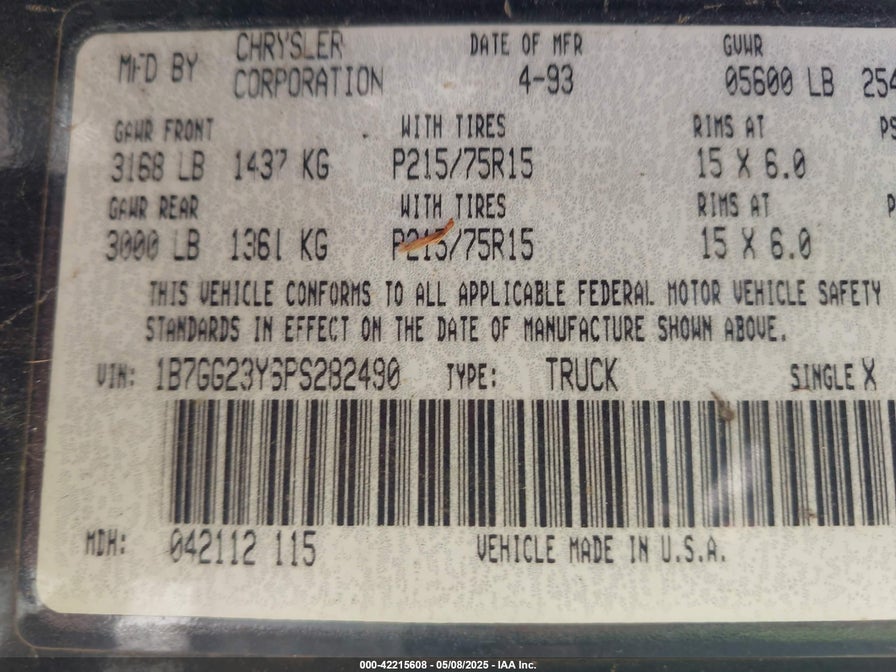 MFD BY CHRYSLER CORPORATION DATE OF MFR 4-93 GVWR 05600 LB 254
GAWR FRONT WITH TIRES RIMS AT PS
3168 LB 1437 KG P215/75R15 15 X 6.0
GAWR REAR WITH TIRES RIMS AT P
3000 LB 1361 KG P215/75R15 15 X 6.0
THIS VEHICLE CONFORMS TO ALL APPLICABLE FEDERAL MOTOR VEHICLE SAFETY
STANDARDS IN EFFECT ON THE DATE OF MANUFACTURE SHOWN ABOVE.
VIN: 1B7GG23Y6PS282490 TYPE: TRUCK SINGLE X
MDH: 042112 115 VEHICLE MADE IN U.S.A.
000-42215608 - 05/08/2025 - IAA Inc.